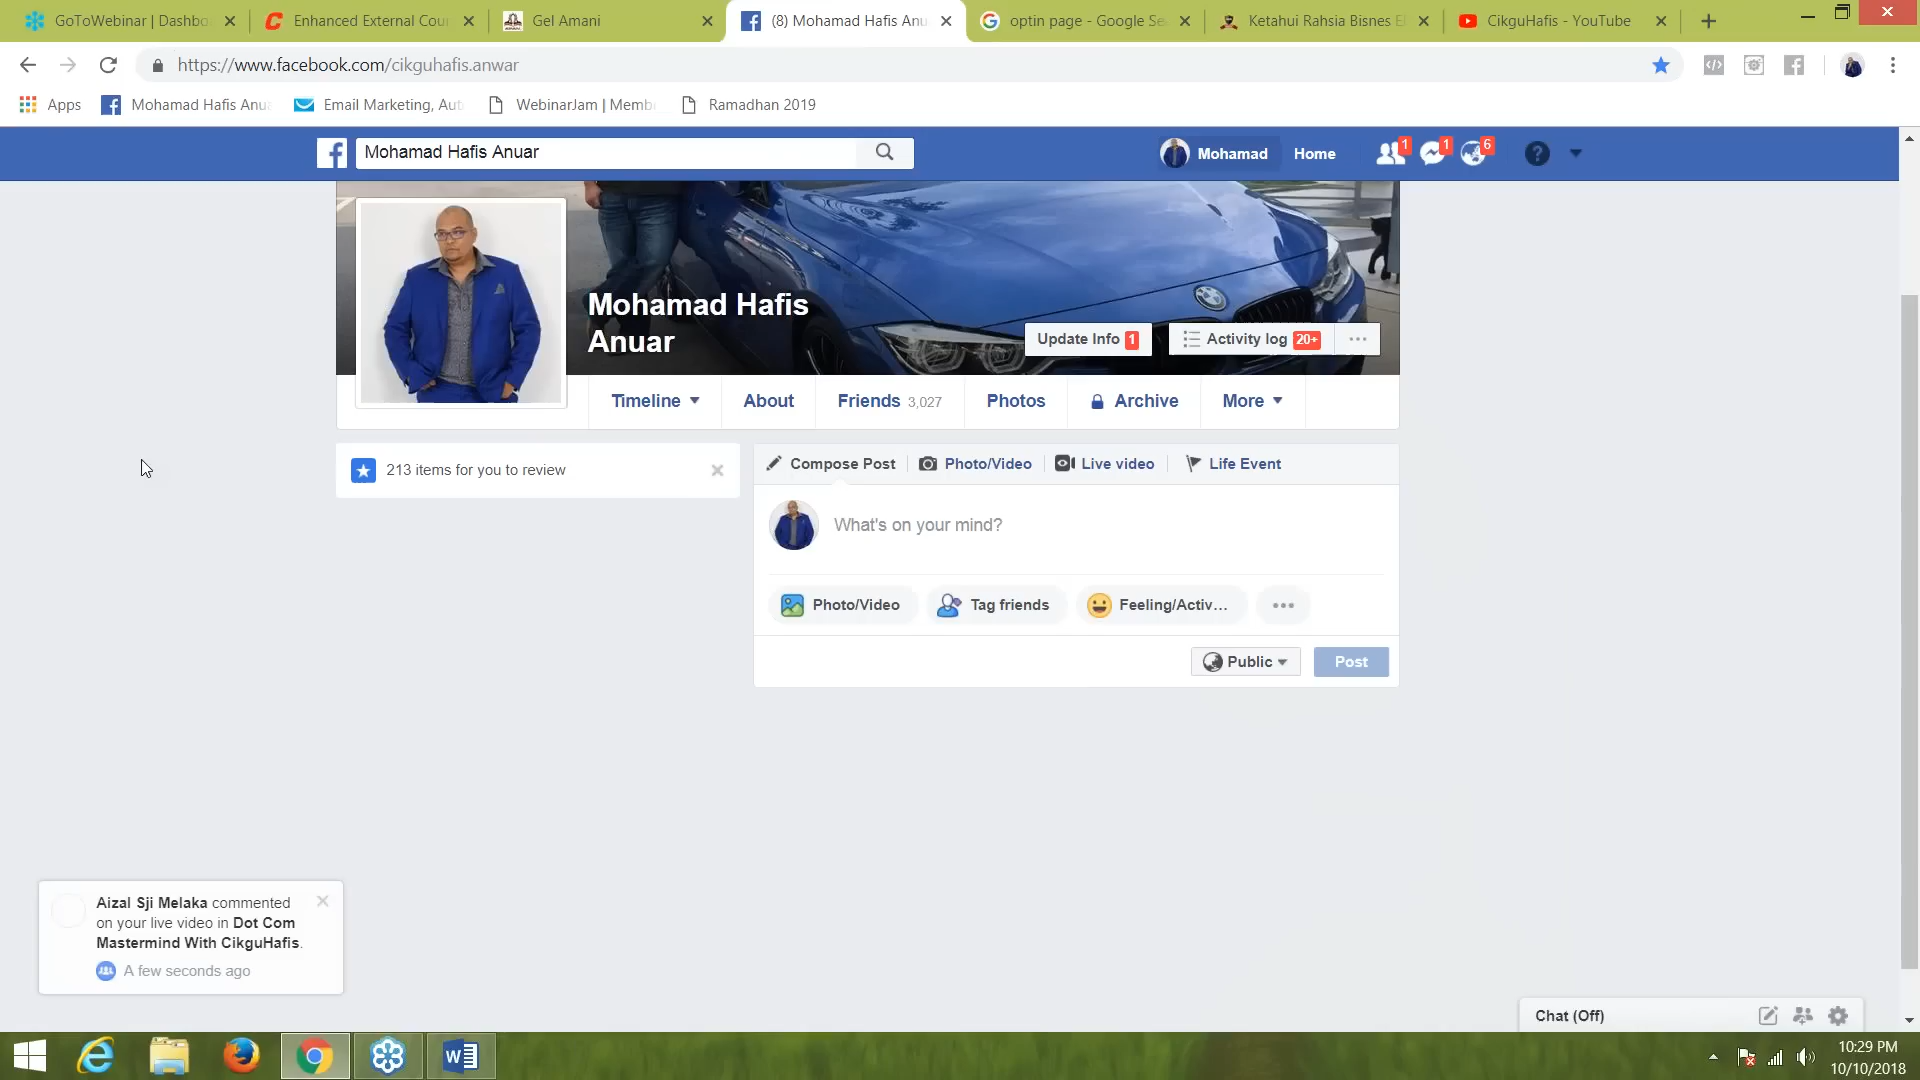 GoToWebinar | Dashbo
Enhanced External Cour
Gel Amani
(8) Mohamad Hafis Anu
optin page - Google Se
Ketahui Rahsia Bisnes E
CikguHafis - YouTube
https://www.facebook.com/cikguhafis.anwar
Apps
Mohamad Hafis Anua
Email Marketing, Aut
WebinarJam | Memb
Ramadhan 2019
Mohamad Hafis Anuar
Mohamad
Home
1
1
6
?
Mohamad Hafis
Anuar
Update Info 1
Activity log 20+
Timeline
About
Friends 3,027
Photos
Archive
More
213 items for you to review
Compose Post
Photo/Video
Live video
Life Event
What's on your mind?
Photo/Video
Tag friends
Feeling/Activ...
Public
Post
Aizal Sji Melaka commented
on your live video in Dot Com
Mastermind With CikguHafis.
A few seconds ago
Chat (Off)
10:29 PM
10/10/2018